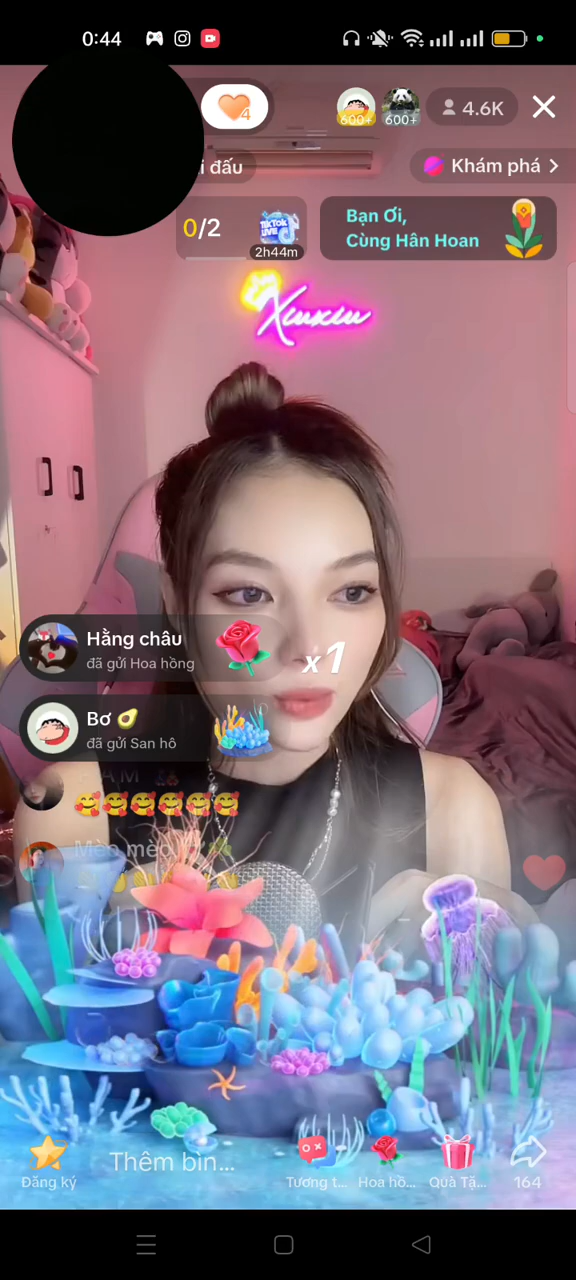 0:44
4
600+
600+
4.6K
i đấu
Khám phá >
0/2
TikTok
LIVE
2h44m
Bạn Ơi,
Cùng Hân Hoan
Xiuxiu
Hằng châu
đã gửi Hoa hồng
x1
Bơ 🥑
đã gửi San hô
🥰🥰🥰🥰🥰🥰
Mèo mèo
Thêm bìn...
Đăng ký
Tương t...
Hoa hồ...
Quà Tặ...
164